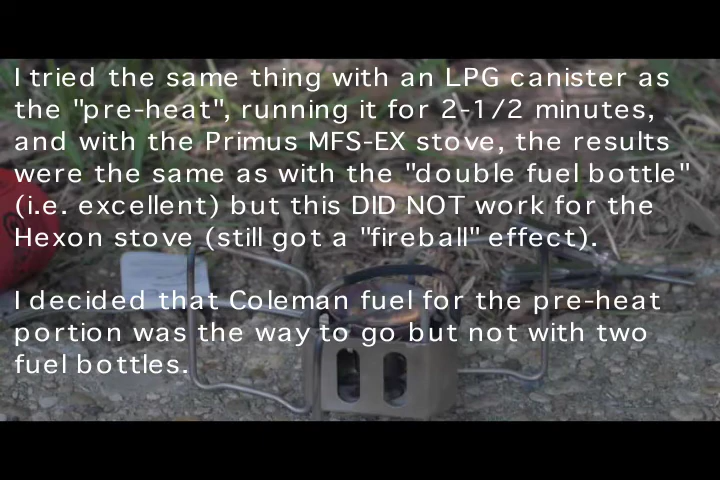 I tried the same thing with an LPG canister as
the "pre-heat", running it for 2-1/2 minutes,
and with the Primus MFS-EX stove, the results
were the same as with the "double fuel bottle"
(i.e. excellent) but this DID NOT work for the
Hexon stove (still got a "fireball" effect).
I decided that Coleman fuel for the pre-heat
portion was the way to go but not with two
fuel bottles.